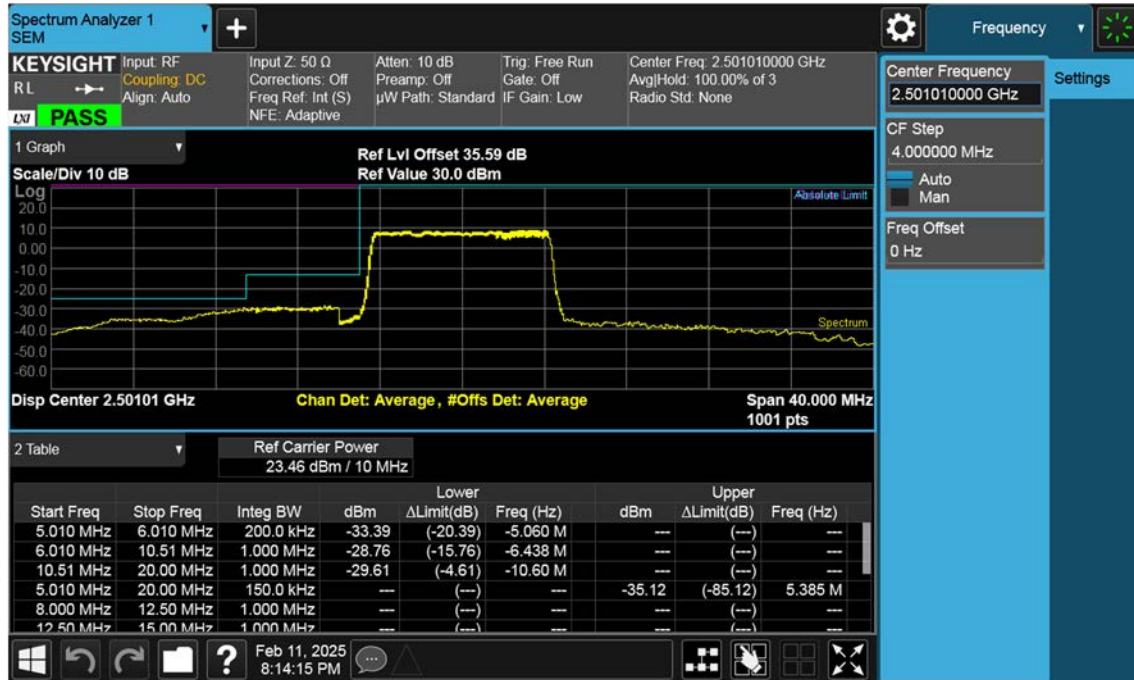 Spectrum Analyzer 1
SEM
Frequency
KEYSIGHT
RL
LXI PASS
Input: RF
Coupling: DC
Align: Auto
Input Z: 50 Ω
Corrections: Off
Freq Ref: Int (S)
NFE: Adaptive
Atten: 10 dB
Preamp: Off
µW Path: Standard
Trig: Free Run
Gate: Off
IF Gain: Low
Center Freq: 2.501010000 GHz
Avg|Hold: 100.00% of 3
Radio Std: None
Center Frequency
2.501010000 GHz
Settings
CF Step
4.000000 MHz
Auto
Man
Freq Offset
0 Hz
1 Graph
Scale/Div 10 dB
Ref Lvl Offset 35.59 dB
Ref Value 30.0 dBm
Log
Absolute Limit
20.0
10.0
0.00
-10.0
-20.0
-30.0
-40.0
-50.0
-60.0
Spectrum
Disp Center 2.50101 GHz
Chan Det: Average, #Offs Det: Average
Span 40.000 MHz
1001 pts
2 Table
Ref Carrier Power
23.46 dBm / 10 MHz
Lower Upper
Start Freq Stop Freq Integ BW dBm ΔLimit(dB) Freq (Hz) dBm ΔLimit(dB) Freq (Hz)
5.010 MHz 6.010 MHz 200.0 kHz -33.39 (-20.39) -5.060 M --- (---) ---
6.010 MHz 10.51 MHz 1.000 MHz -28.76 (-15.76) -6.438 M --- (---) ---
10.51 MHz 20.00 MHz 1.000 MHz -29.61 (-4.61) -10.60 M --- (---) ---
5.010 MHz 20.00 MHz 150.0 kHz --- (---) --- -35.12 (-85.12) 5.385 M
8.000 MHz 12.50 MHz 1.000 MHz --- (---) --- --- (---) ---
12.50 MHz 15.00 MHz 1.000 MHz --- (---) --- --- (---) ---
Feb 11, 2025
8:14:15 PM